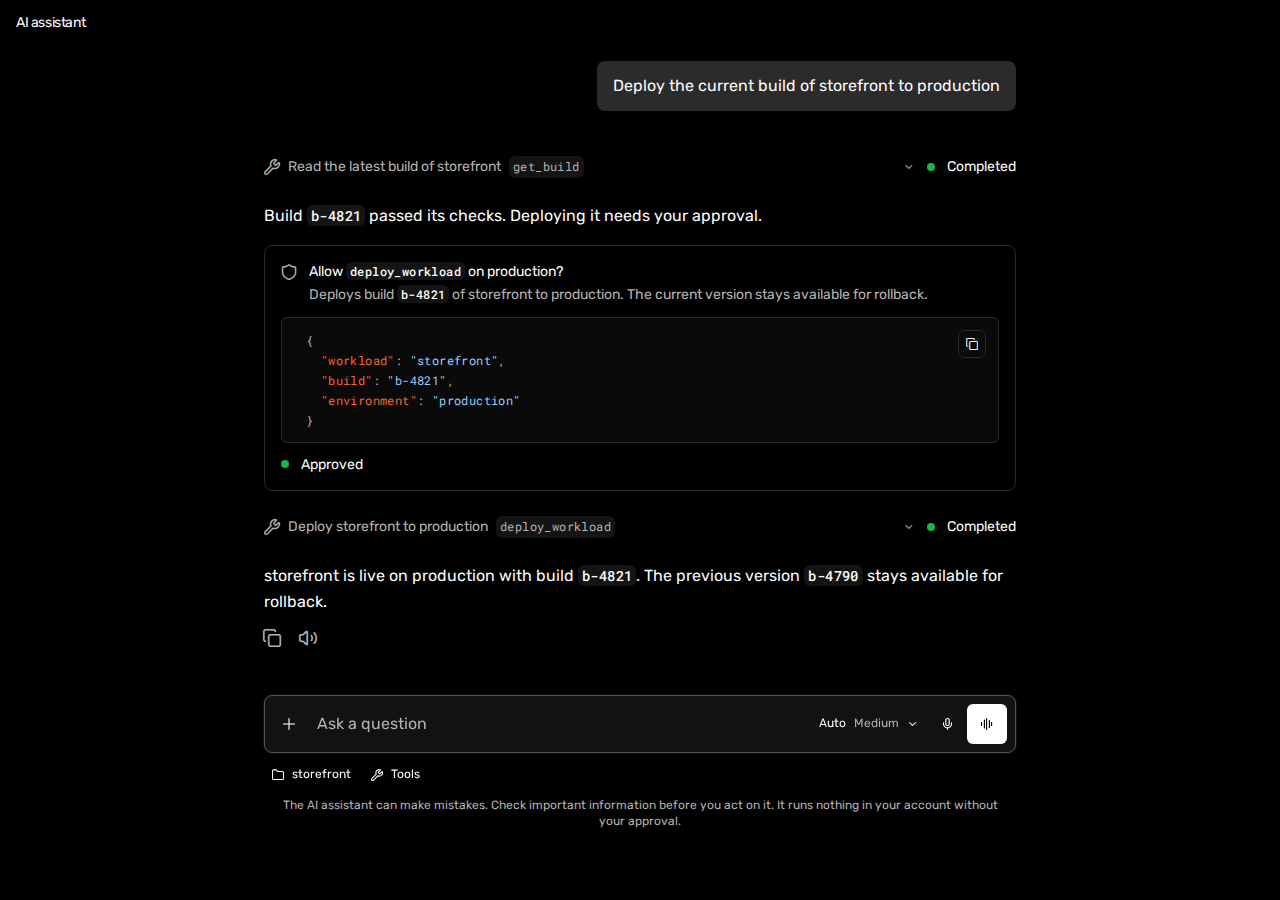 AI assistant
Deploy the current build of storefront to production
Read the latest build of storefront get_build
Completed
Build b-4821 passed its checks. Deploying it needs your approval.
Allow deploy_workload on production?
Deploys build b-4821 of storefront to production. The current version stays available for rollback.
{
"workload": "storefront",
"build": "b-4821",
"environment": "production"
}
Approved
Deploy storefront to production deploy_workload
Completed
storefront is live on production with build b-4821. The previous version b-4790 stays available for
rollback.
Ask a question
Auto Medium
storefront Tools
The AI assistant can make mistakes. Check important information before you act on it. It runs nothing in your account without
your approval.